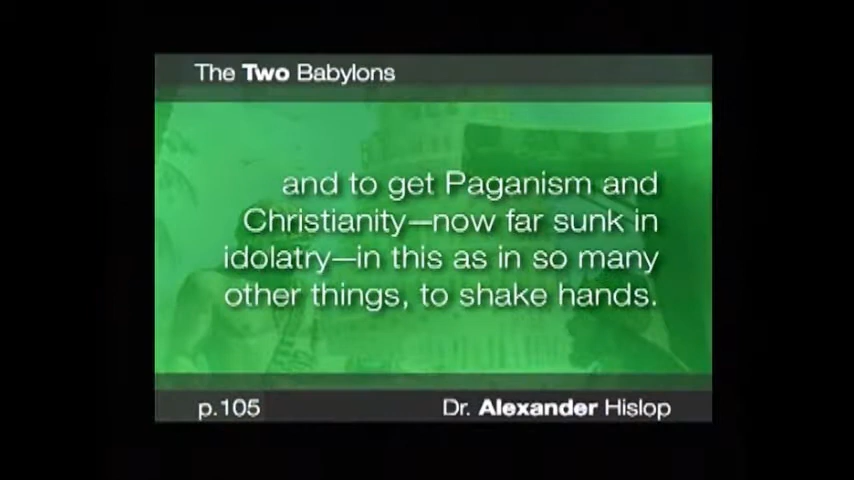 The Two Babylons
and to get Paganism and
Christianity—now far sunk in
idolatry—in this as in so many
other things, to shake hands.
p.105
Dr. Alexander Hislop